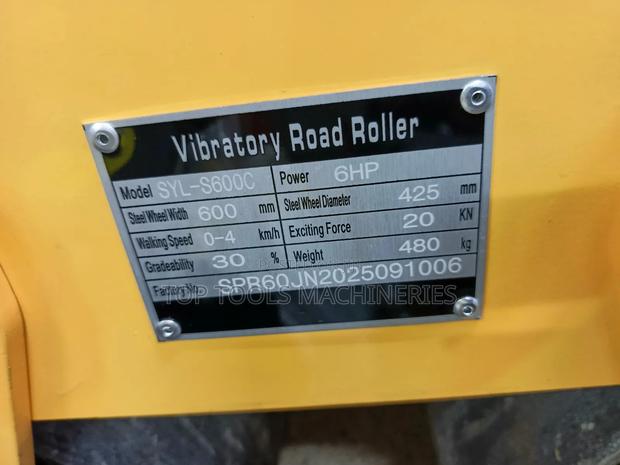 Vibratory Road Roller
Model SYL-S600C Power 6HP
Steel Wheel Width 600 mm Steel Wheel Diameter 425 mm
Walking Speed 0-4 km/h Exciting Force 20 KN
Gradeability 30 % Weight 480 kg
Factory No. SPR60JN2025091006
TOP TOOLS MACHINERIES